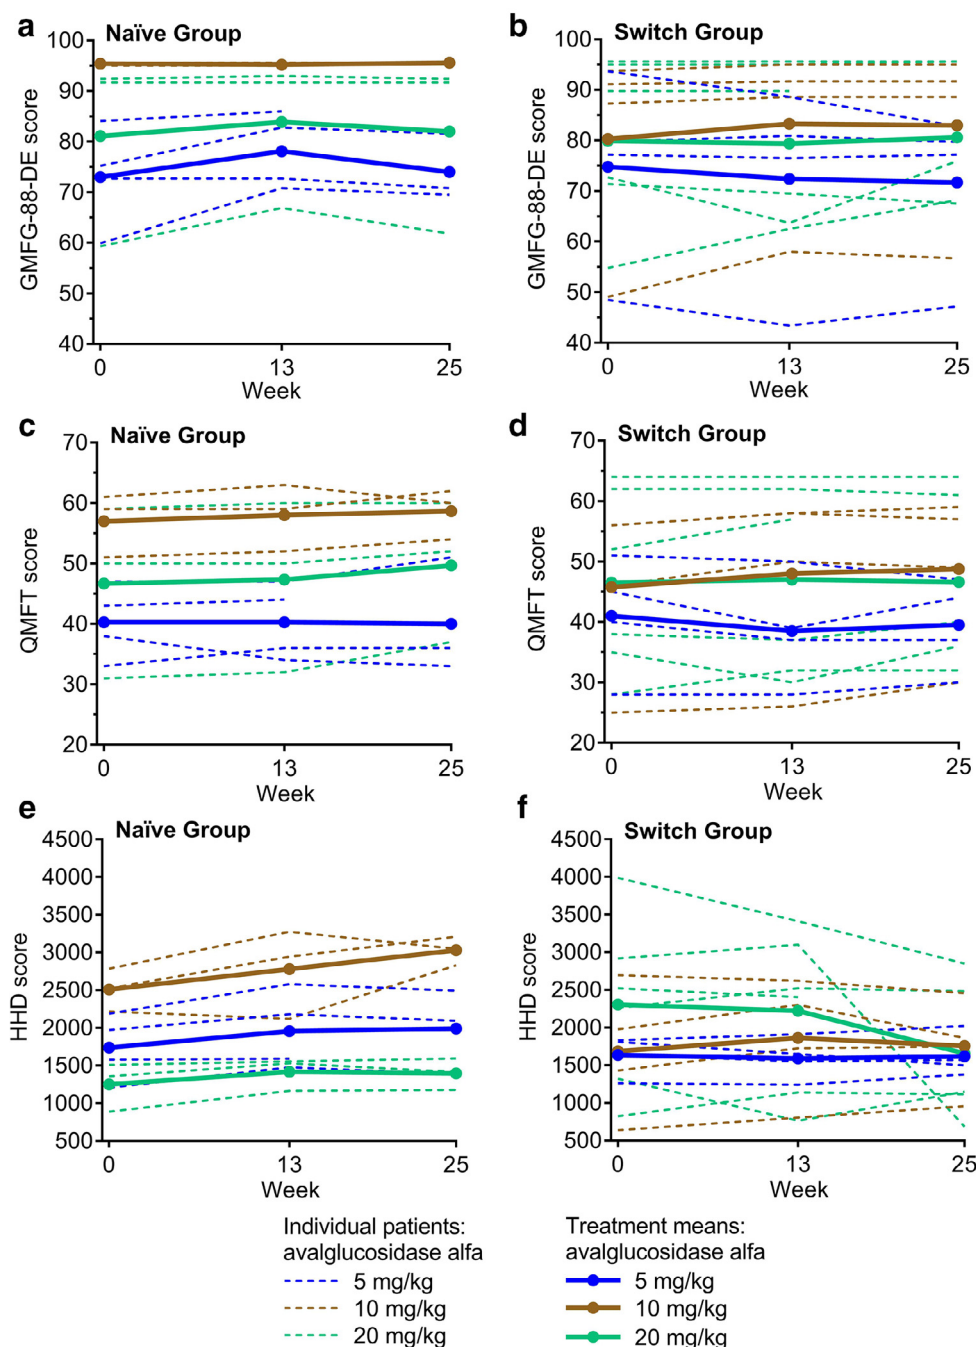 a Naïve Group
GMFG-88-DE score
100
90
80
70
60
50
40
0 13 25
Week
b Switch Group
GMFG-88-DE score
100
90
80
70
60
50
40
0 13 25
Week
c Naïve Group
QMFT score
70
60
50
40
30
20
0 13 25
Week
d Switch Group
QMFT score
70
60
50
40
30
20
0 13 25
Week
e Naïve Group
HHD score
4500
4000
3500
3000
2500
2000
1500
1000
500
0 13 25
Week
f Switch Group
HHD score
4500
4000
3500
3000
2500
2000
1500
1000
500
0 13 25
Week
Individual patients:
avalglucosidase alfa
5 mg/kg
10 mg/kg
20 mg/kg
Treatment means:
avalglucosidase alfa
5 mg/kg
10 mg/kg
20 mg/kg